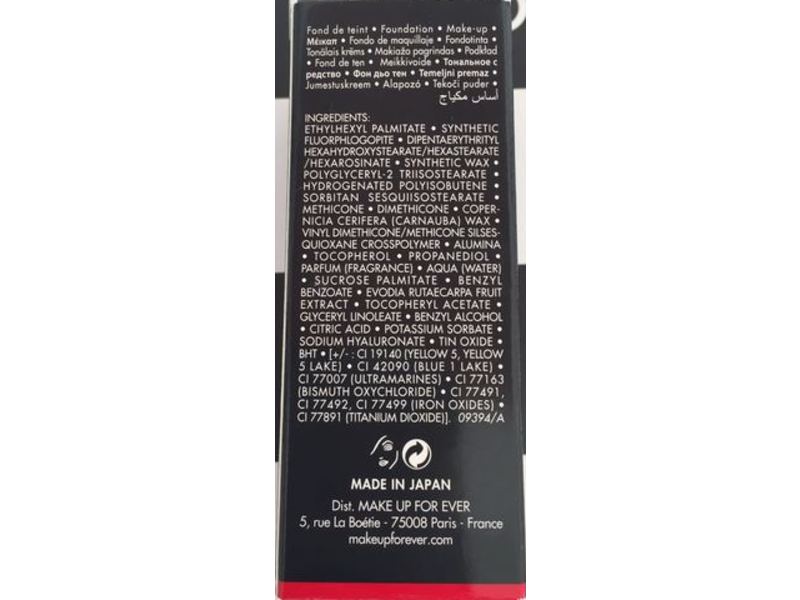 Fond de teint • Foundation • Make-up •
Μέικαπ • Fondo de maquillaje • Fondotinta •
Tonālais krēms • Makiažo pagrindas • Podkład
• Fond de ten • Meikkivoide • Тональное с
редство • Фон дьо тен • Temeljni premaz •
Jumestuskreem • Alapozó • Tekoči puder •
أساس مكياج
INGREDIENTS:
ETHYLHEXYL PALMITATE • SYNTHETIC
FLUORPHLOGOPITE • DIPENTAERYTHRITYL
HEXAHYDROXYSTEARATE/HEXASTEARATE
/HEXAROSINATE • SYNTHETIC WAX •
POLYGLYCERYL-2 TRIISOSTEARATE •
HYDROGENATED POLYISOBUTENE •
SORBITAN SESQUIISOSTEARATE •
METHICONE • DIMETHICONE • COPER-
NICIA CERIFERA (CARNAUBA) WAX •
VINYL DIMETHICONE/METHICONE SILSES-
QUIOXANE CROSSPOLYMER • ALUMINA
• TOCOPHEROL • PROPANEDIOL •
PARFUM (FRAGRANCE) • AQUA (WATER)
• SUCROSE PALMITATE • BENZYL
BENZOATE • EVODIA RUTAECARPA FRUIT
EXTRACT • TOCOPHERYL ACETATE •
GLYCERYL LINOLEATE • BENZYL ALCOHOL
• CITRIC ACID • POTASSIUM SORBATE •
SODIUM HYALURONATE • TIN OXIDE •
BHT • [+/- : CI 19140 (YELLOW 5, YELLOW
5 LAKE) • CI 42090 (BLUE 1 LAKE) •
CI 77007 (ULTRAMARINES) • CI 77163
(BISMUTH OXYCHLORIDE) • CI 77491,
CI 77492, CI 77499 (IRON OXIDES) •
CI 77891 (TITANIUM DIOXIDE)]. 09394/A
MADE IN JAPAN
Dist. MAKE UP FOR EVER
5, rue La Boétie - 75008 Paris - France
makeupforever.com